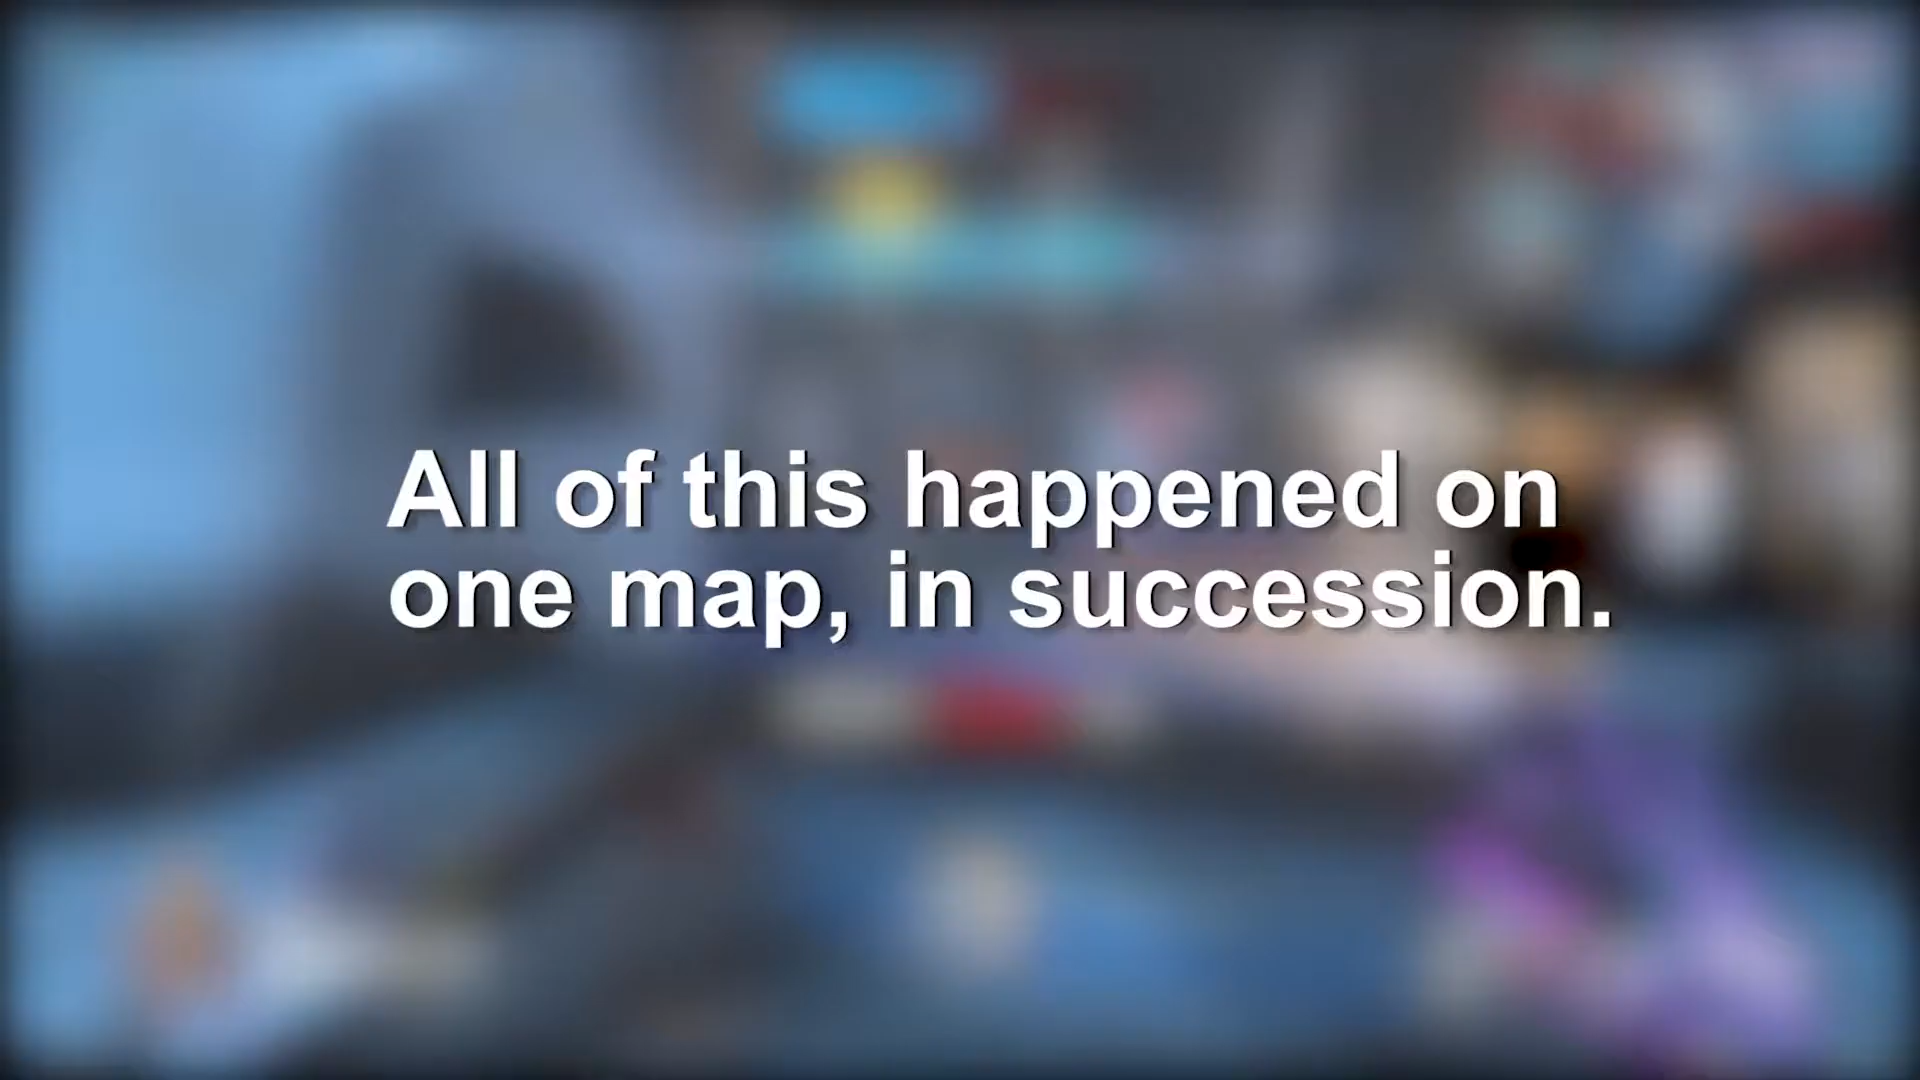 All of this happened on
one map, in succession.